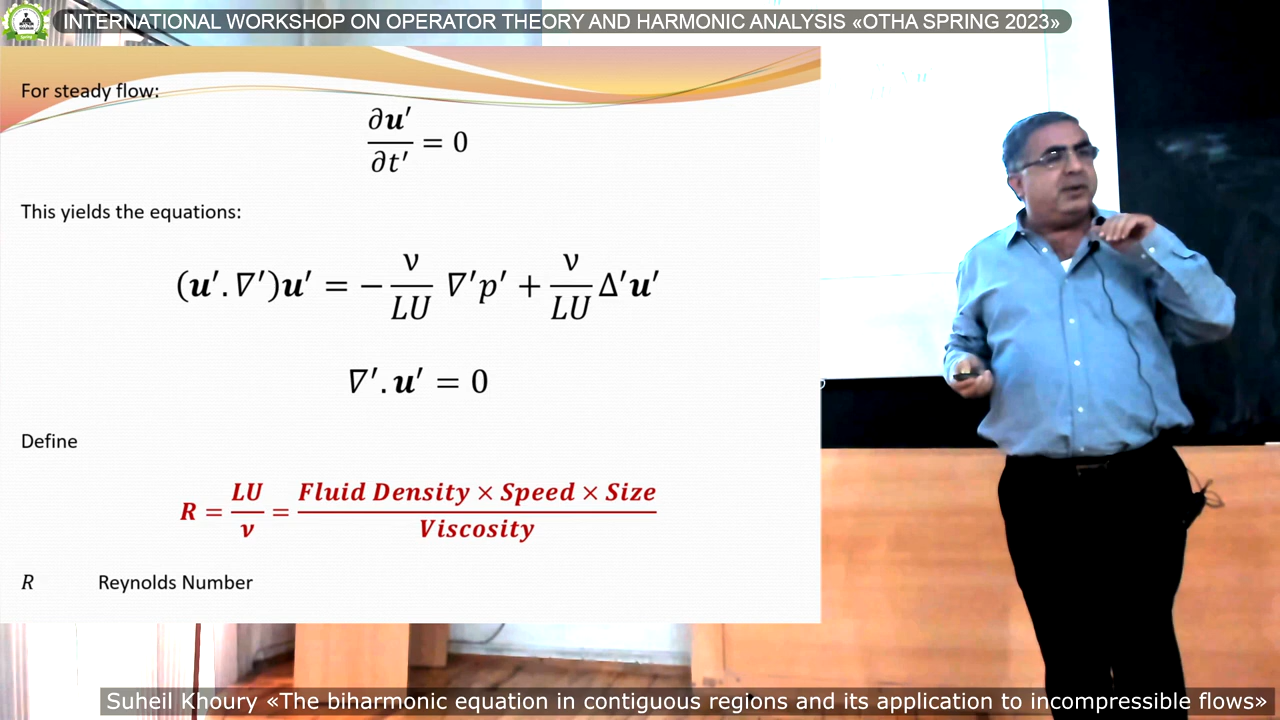 INTERNATIONAL WORKSHOP ON OPERATOR THEORY AND HARMONIC ANALYSIS «OTHA SPRING 2023»
For steady flow:
∂u′/∂t′ = 0
This yields the equations:
(u′.∇′)u′ = −ν/LU ∇′p′ + ν/LU Δ′u′
∇′.u′ = 0
Define
R = LU/ν = Fluid Density × Speed × Size/Viscosity
R Reynolds Number
Suheil Khoury «The biharmonic equation in contiguous regions and its application to incompressible flows»